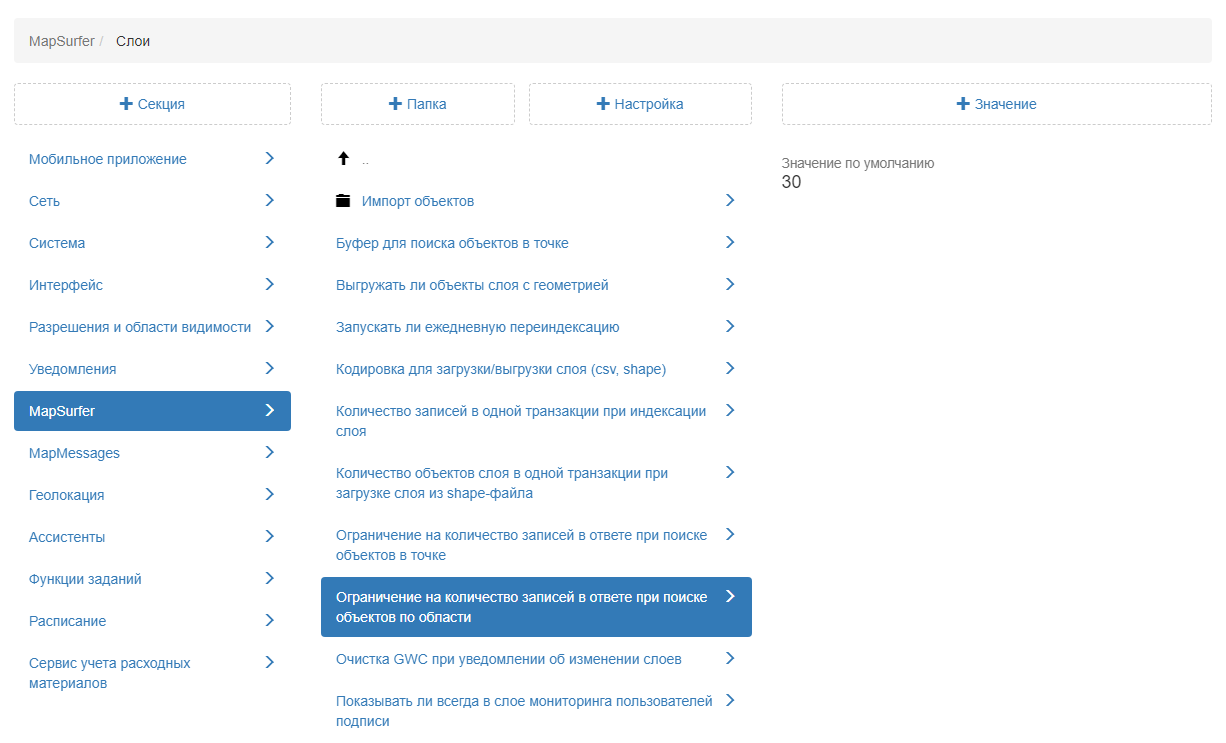 MapSurfer / Слои
Секция
Папка
Настройка
Значение
Мобильное приложение
Сеть
Система
Интерфейс
Разрешения и области видимости
Уведомления
MapSurfer
MapMessages
Геолокация
Ассистенты
Функции заданий
Расписание
Сервис учета расходных
материалов
..
Импорт объектов
Буфер для поиска объектов в точке
Выгружать ли объекты слоя с геометрией
Запускать ли ежедневную переиндексацию
Кодировка для загрузки/выгрузки слоя (csv, shape)
Количество записей в одной транзакции при индексации
слоя
Количество объектов слоя в одной транзакции при
загрузке слоя из shape-файла
Ограничение на количество записей в ответе при поиске
объектов в точке
Ограничение на количество записей в ответе при поиске
объектов по области
Очистка GWC при уведомлении об изменении слоев
Показывать ли всегда в слое мониторинга пользователей
подписи
Значение по умолчанию
30